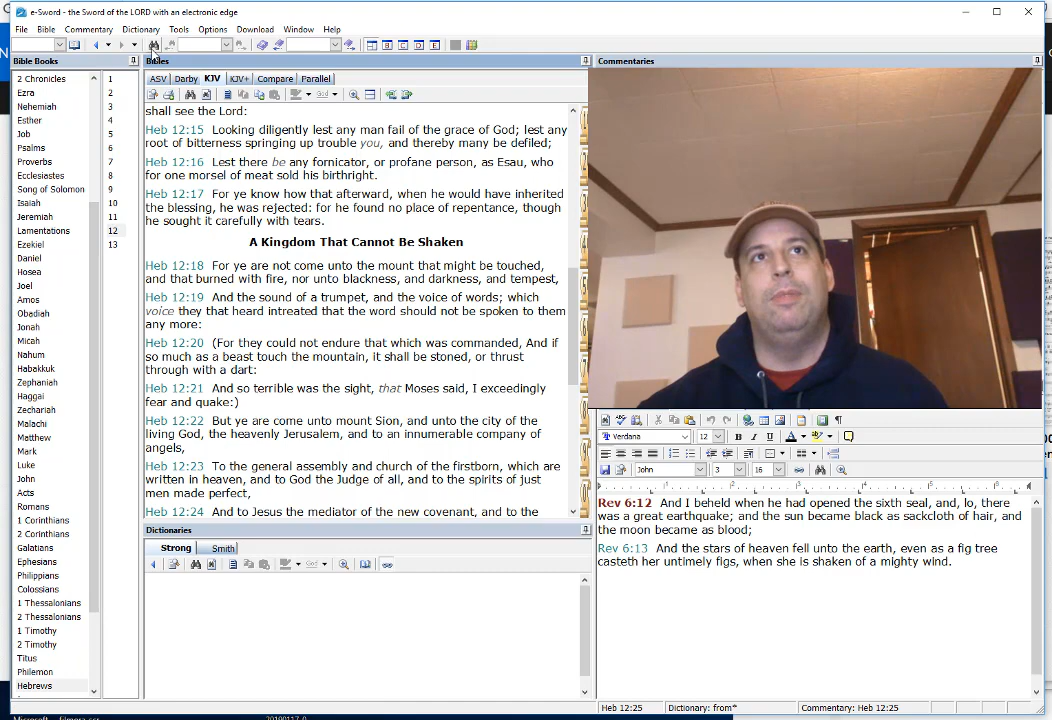 e-Sword - the Sword of the LORD with an electronic edge
File Bible Commentary Dictionary Tools Options Download Window Help
B C D E
Bible Books
Bibles
Commentaries
ASV Darby KJV KJV+ Compare Parallel
2 Chronicles
Ezra
Nehemiah
Esther
Job
Psalms
Proverbs
Ecclesiastes
Song of Solomon
Isaiah
Jeremiah
Lamentations
Ezekiel
Daniel
Hosea
Joel
Amos
Obadiah
Jonah
Micah
Nahum
Habakkuk
Zephaniah
Haggai
Zechariah
Malachi
Matthew
Mark
Luke
John
Acts
Romans
1 Corinthians
2 Corinthians
Galatians
Ephesians
Philippians
Colossians
1 Thessalonians
2 Thessalonians
1 Timothy
2 Timothy
Titus
Philemon
Hebrews
1
2
3
4
5
6
7
8
9
10
11
12
13
shall see the Lord:
Heb 12:15 Looking diligently lest any man fail of the grace of God; lest any
root of bitterness springing up trouble you, and thereby many be defiled;
Heb 12:16 Lest there be any fornicator, or profane person, as Esau, who
for one morsel of meat sold his birthright.
Heb 12:17 For ye know how that afterward, when he would have inherited
the blessing, he was rejected: for he found no place of repentance, though
he sought it carefully with tears.
A Kingdom That Cannot Be Shaken
Heb 12:18 For ye are not come unto the mount that might be touched,
and that burned with fire, nor unto blackness, and darkness, and tempest,
Heb 12:19 And the sound of a trumpet, and the voice of words; which
voice they that heard intreated that the word should not be spoken to them
any more:
Heb 12:20 (For they could not endure that which was commanded, And if
so much as a beast touch the mountain, it shall be stoned, or thrust
through with a dart:
Heb 12:21 And so terrible was the sight, that Moses said, I exceedingly
fear and quake:)
Heb 12:22 But ye are come unto mount Sion, and unto the city of the
living God, the heavenly Jerusalem, and to an innumerable company of
angels,
Heb 12:23 To the general assembly and church of the firstborn, which are
written in heaven, and to God the Judge of all, and to the spirits of just
men made perfect,
Heb 12:24 And to Jesus the mediator of the new covenant, and to the
Dictionaries
Strong Smith
Verdana 12 B I U A
John 3 16
1 2 3 4 5 6
Rev 6:12 And I beheld when he had opened the sixth seal, and, lo, there
was a great earthquake; and the sun became black as sackcloth of hair, and
the moon became as blood;
Rev 6:13 And the stars of heaven fell unto the earth, even as a fig tree
casteth her untimely figs, when she is shaken of a mighty wind.
Heb 12:25 Dictionary: from* Commentary: Heb 12:25